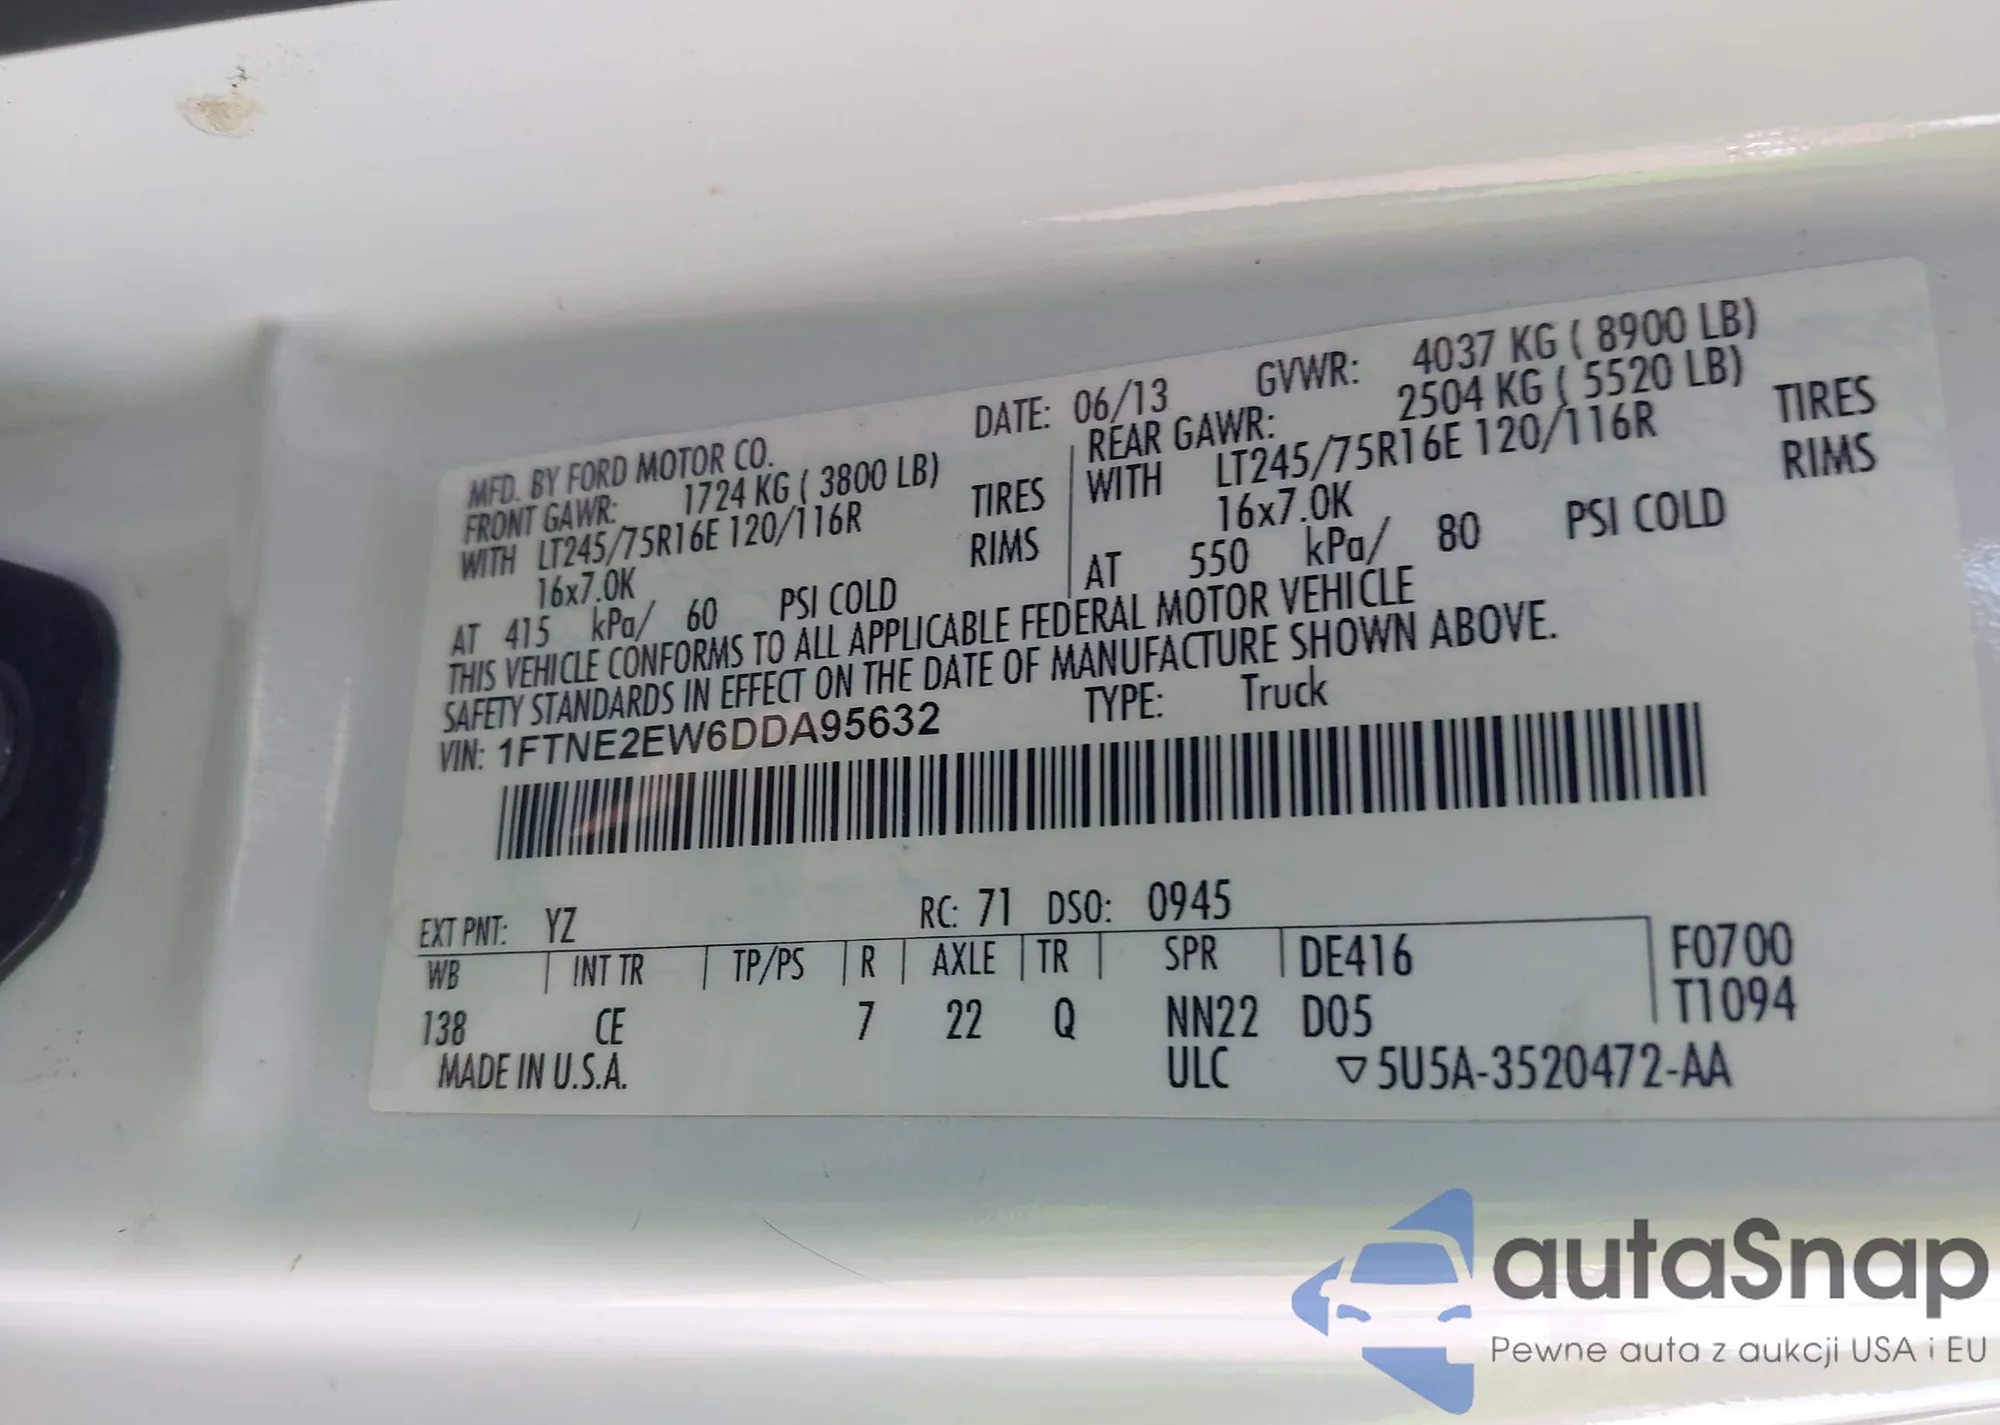 MFD. BY FORD MOTOR CO. DATE: 06/13 GVWR: 4037 KG ( 8900 LB)
FRONT GAWR: 1724 KG ( 3800 LB)
WITH LT245/75R16E 120/116R TIRES
16x7.0K RIMS
AT 415 kPa/ 60 PSI COLD
REAR GAWR: 2504 KG ( 5520 LB)
WITH LT245/75R16E 120/116R TIRES
16x7.0K RIMS
AT 550 kPa/ 80 PSI COLD
THIS VEHICLE CONFORMS TO ALL APPLICABLE FEDERAL MOTOR VEHICLE
SAFETY STANDARDS IN EFFECT ON THE DATE OF MANUFACTURE SHOWN ABOVE.
VIN: 1FTNE2EW6DDA95632 TYPE: Truck
EXT PNT: YZ RC: 71 DSO: 0945
WB INT TR TP/PS R AXLE TR SPR DE416 F0700
138 CE 7 22 Q NN22 D05 T1094
MADE IN U.S.A. ULC ▽5U5A-3520472-AA
autaSnap
Pewne auta z aukcji USA i EU